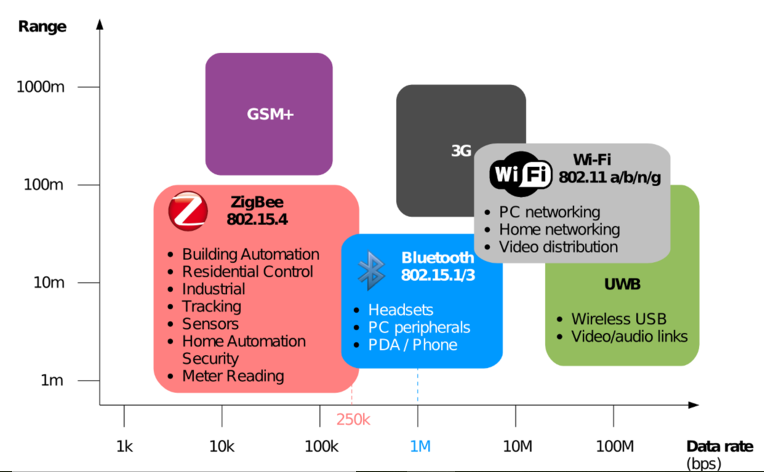 Range
1000m
100m
10m
1m
GSM+
3G
Wi Fi
Wi-Fi
802.11 a/b/n/g
PC networking
Home networking
Video distribution
ZigBee
802.15.4
Building Automation
Residential Control
Industrial
Tracking
Sensors
Home Automation
Security
Meter Reading
Bluetooth
802.15.1/3
Headsets
PC peripherals
PDA / Phone
UWB
Wireless USB
Video/audio links
250k
1k
10k
100k
1M
10M
100M
Data rate
(bps)